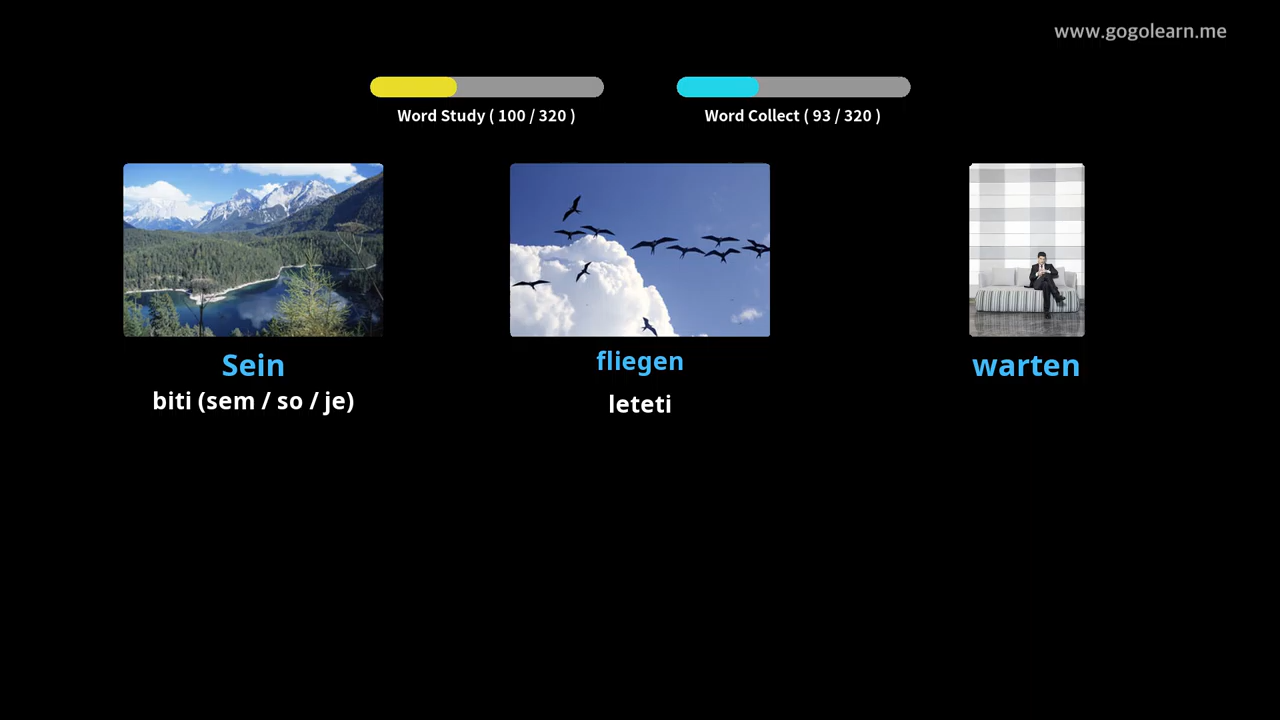 www.gogolearn.me
Word Study ( 100 / 320 )
Word Collect ( 93 / 320 )
Sein
biti (sem / so / je)
fliegen
leteti
warten